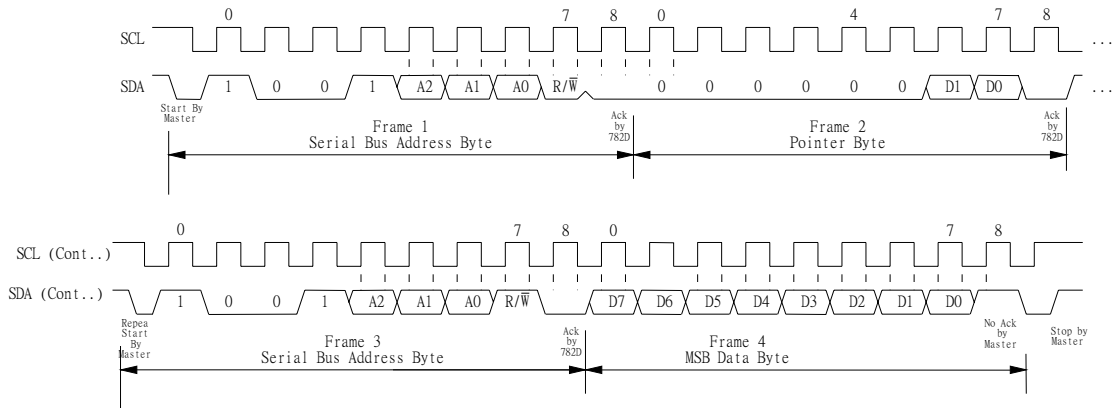 0 7 8 0 4 7 8
SCL ...
SDA 1 0 0 1 A2 A1 A0 R/W̅ 0 0 0 0 0 0 D1 D0 ...
Start By
Master
Ack
by
782D
Ack
by
782D
Frame 1
Serial Bus Address Byte
Frame 2
Pointer Byte
0 7 8 0 7 8
SCL (Cont..)
SDA (Cont..) 1 0 0 1 A2 A1 A0 R/W̅ D7 D6 D5 D4 D3 D2 D1 D0
Repea
Start
By
Master
Ack
by
782D
No Ack
by
Master
Stop by
Master
Frame 3
Serial Bus Address Byte
Frame 4
MSB Data Byte